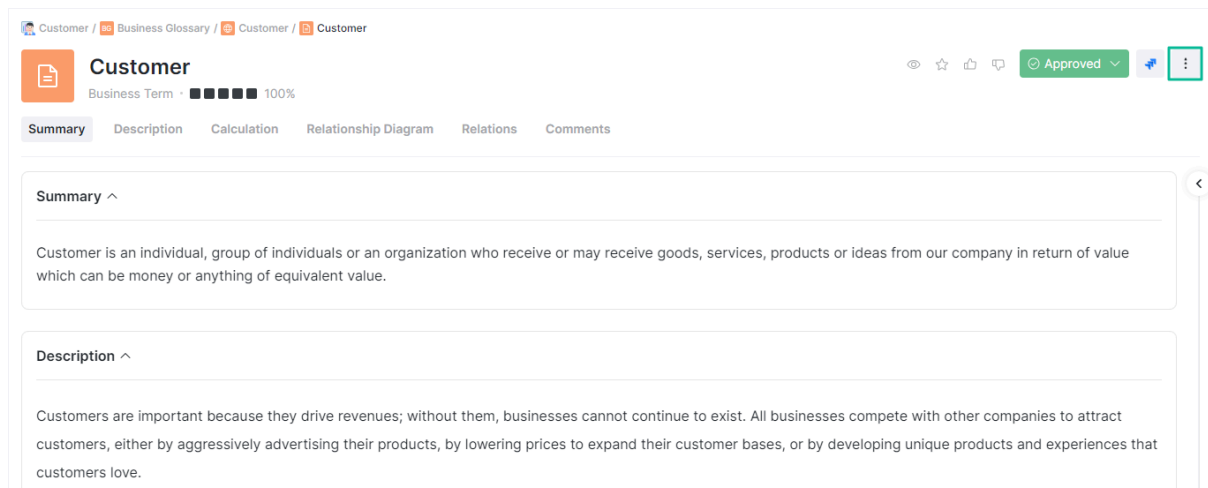 Customer / BG Business Glossary / Customer / Customer
Customer
Approved
Business Term · 100%
Summary Description Calculation Relationship Diagram Relations Comments
Summary
Customer is an individual, group of individuals or an organization who receive or may receive goods, services, products or ideas from our company in return of value
which can be money or anything of equivalent value.
Description
Customers are important because they drive revenues; without them, businesses cannot continue to exist. All businesses compete with other companies to attract
customers, either by aggressively advertising their products, by lowering prices to expand their customer bases, or by developing unique products and experiences that
customers love.